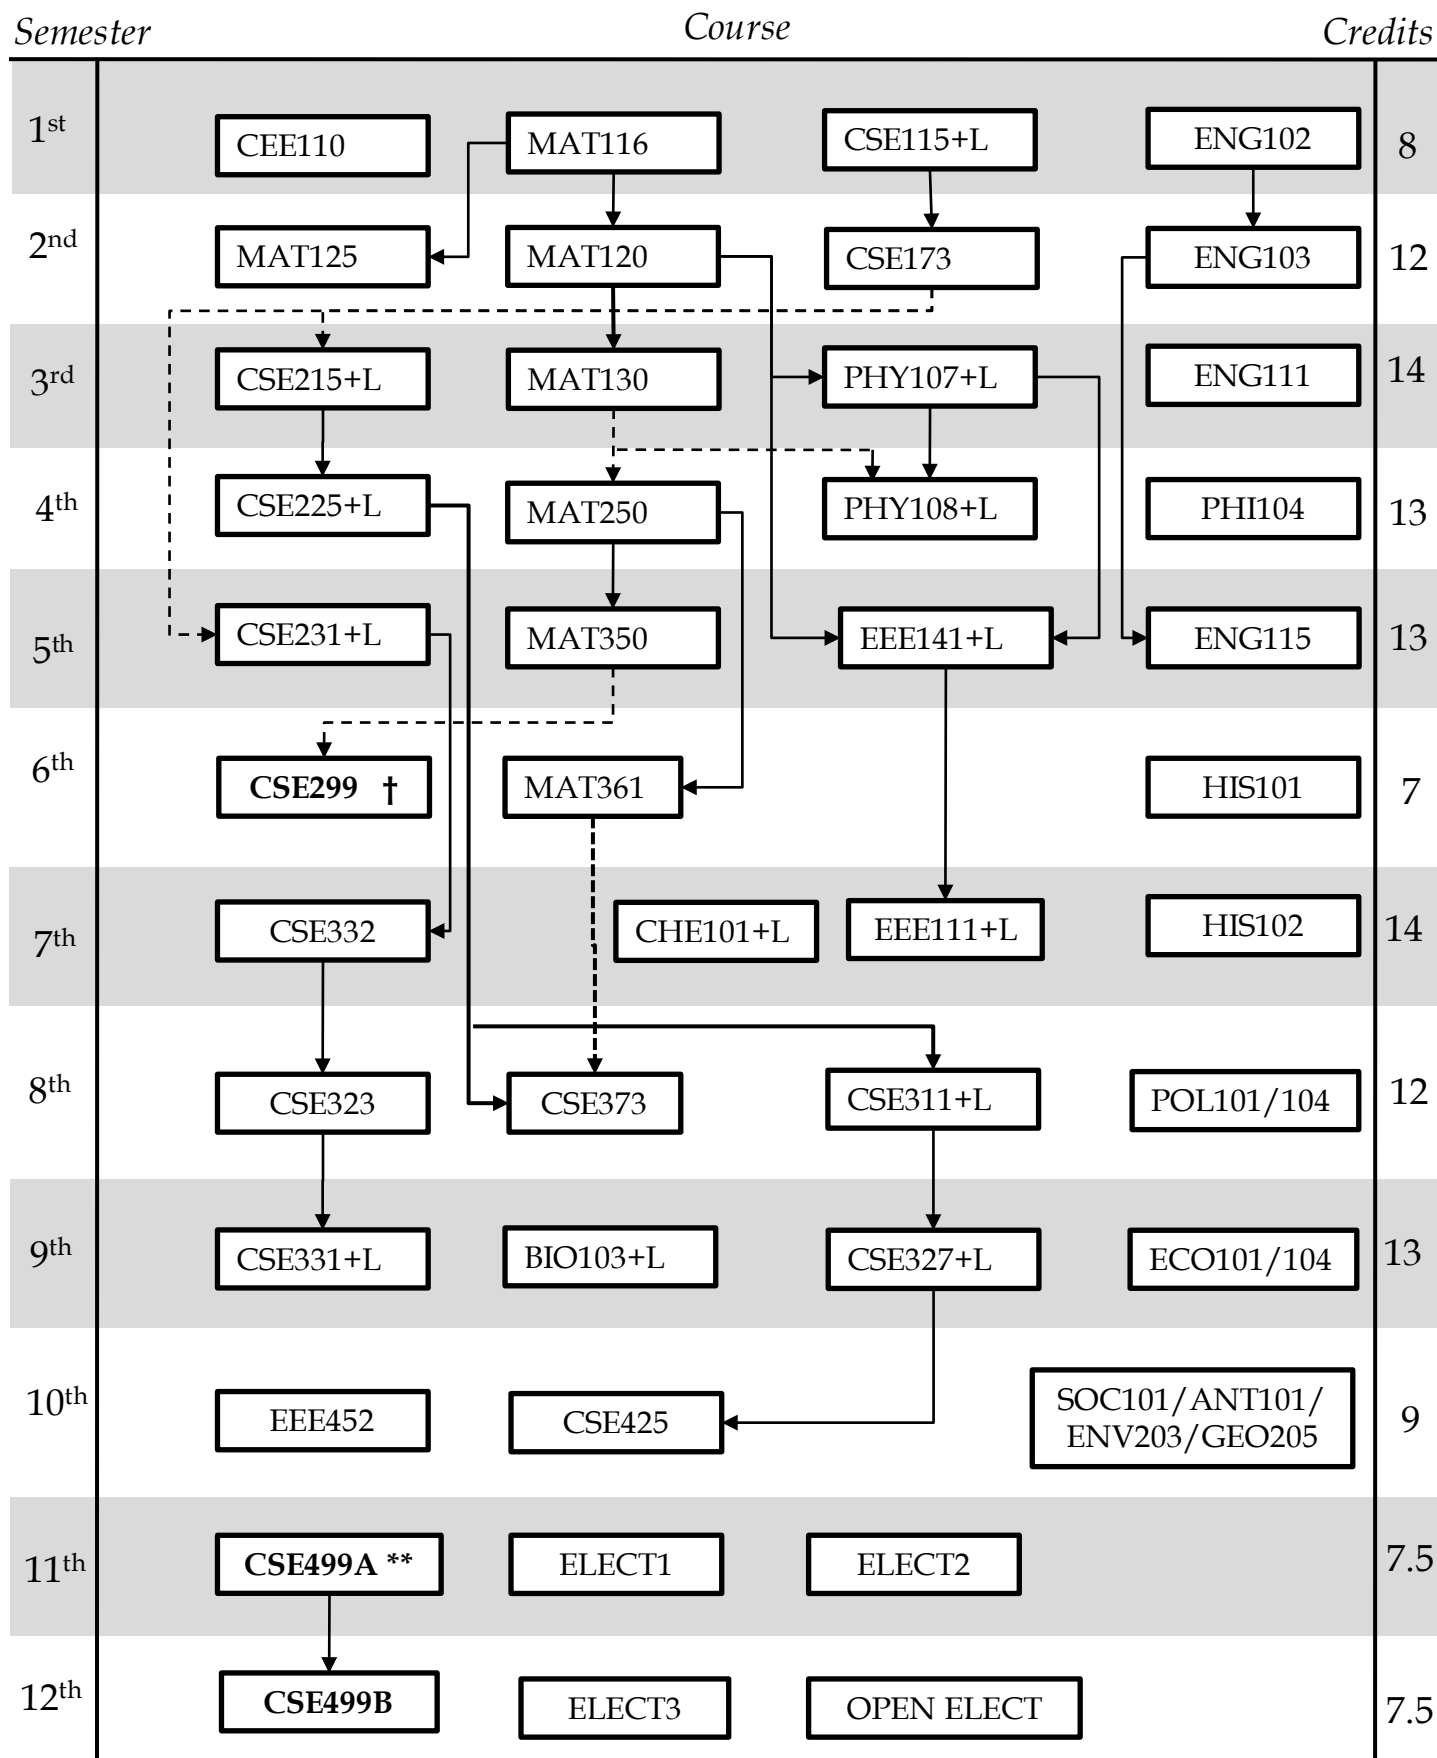 Semester Course Credits
1st CEE110 MAT116 CSE115+L ENG102 8
2nd MAT125 MAT120 CSE173 ENG103 12
3rd CSE215+L MAT130 PHY107+L ENG111 14
4th CSE225+L MAT250 PHY108+L PHI104 13
5th CSE231+L MAT350 EEE141+L ENG115 13
6th CSE299 † MAT361 HIS101 7
7th CSE332 CHE101+L EEE111+L HIS102 14
8th CSE323 CSE373 CSE311+L POL101/104 12
9th CSE331+L BIO103+L CSE327+L ECO101/104 13
10th EEE452 CSE425 SOC101/ANT101/
ENV203/GEO205 9
11th CSE499A ** ELECT1 ELECT2 7.5
12th CSE499B ELECT3 OPEN ELECT 7.5